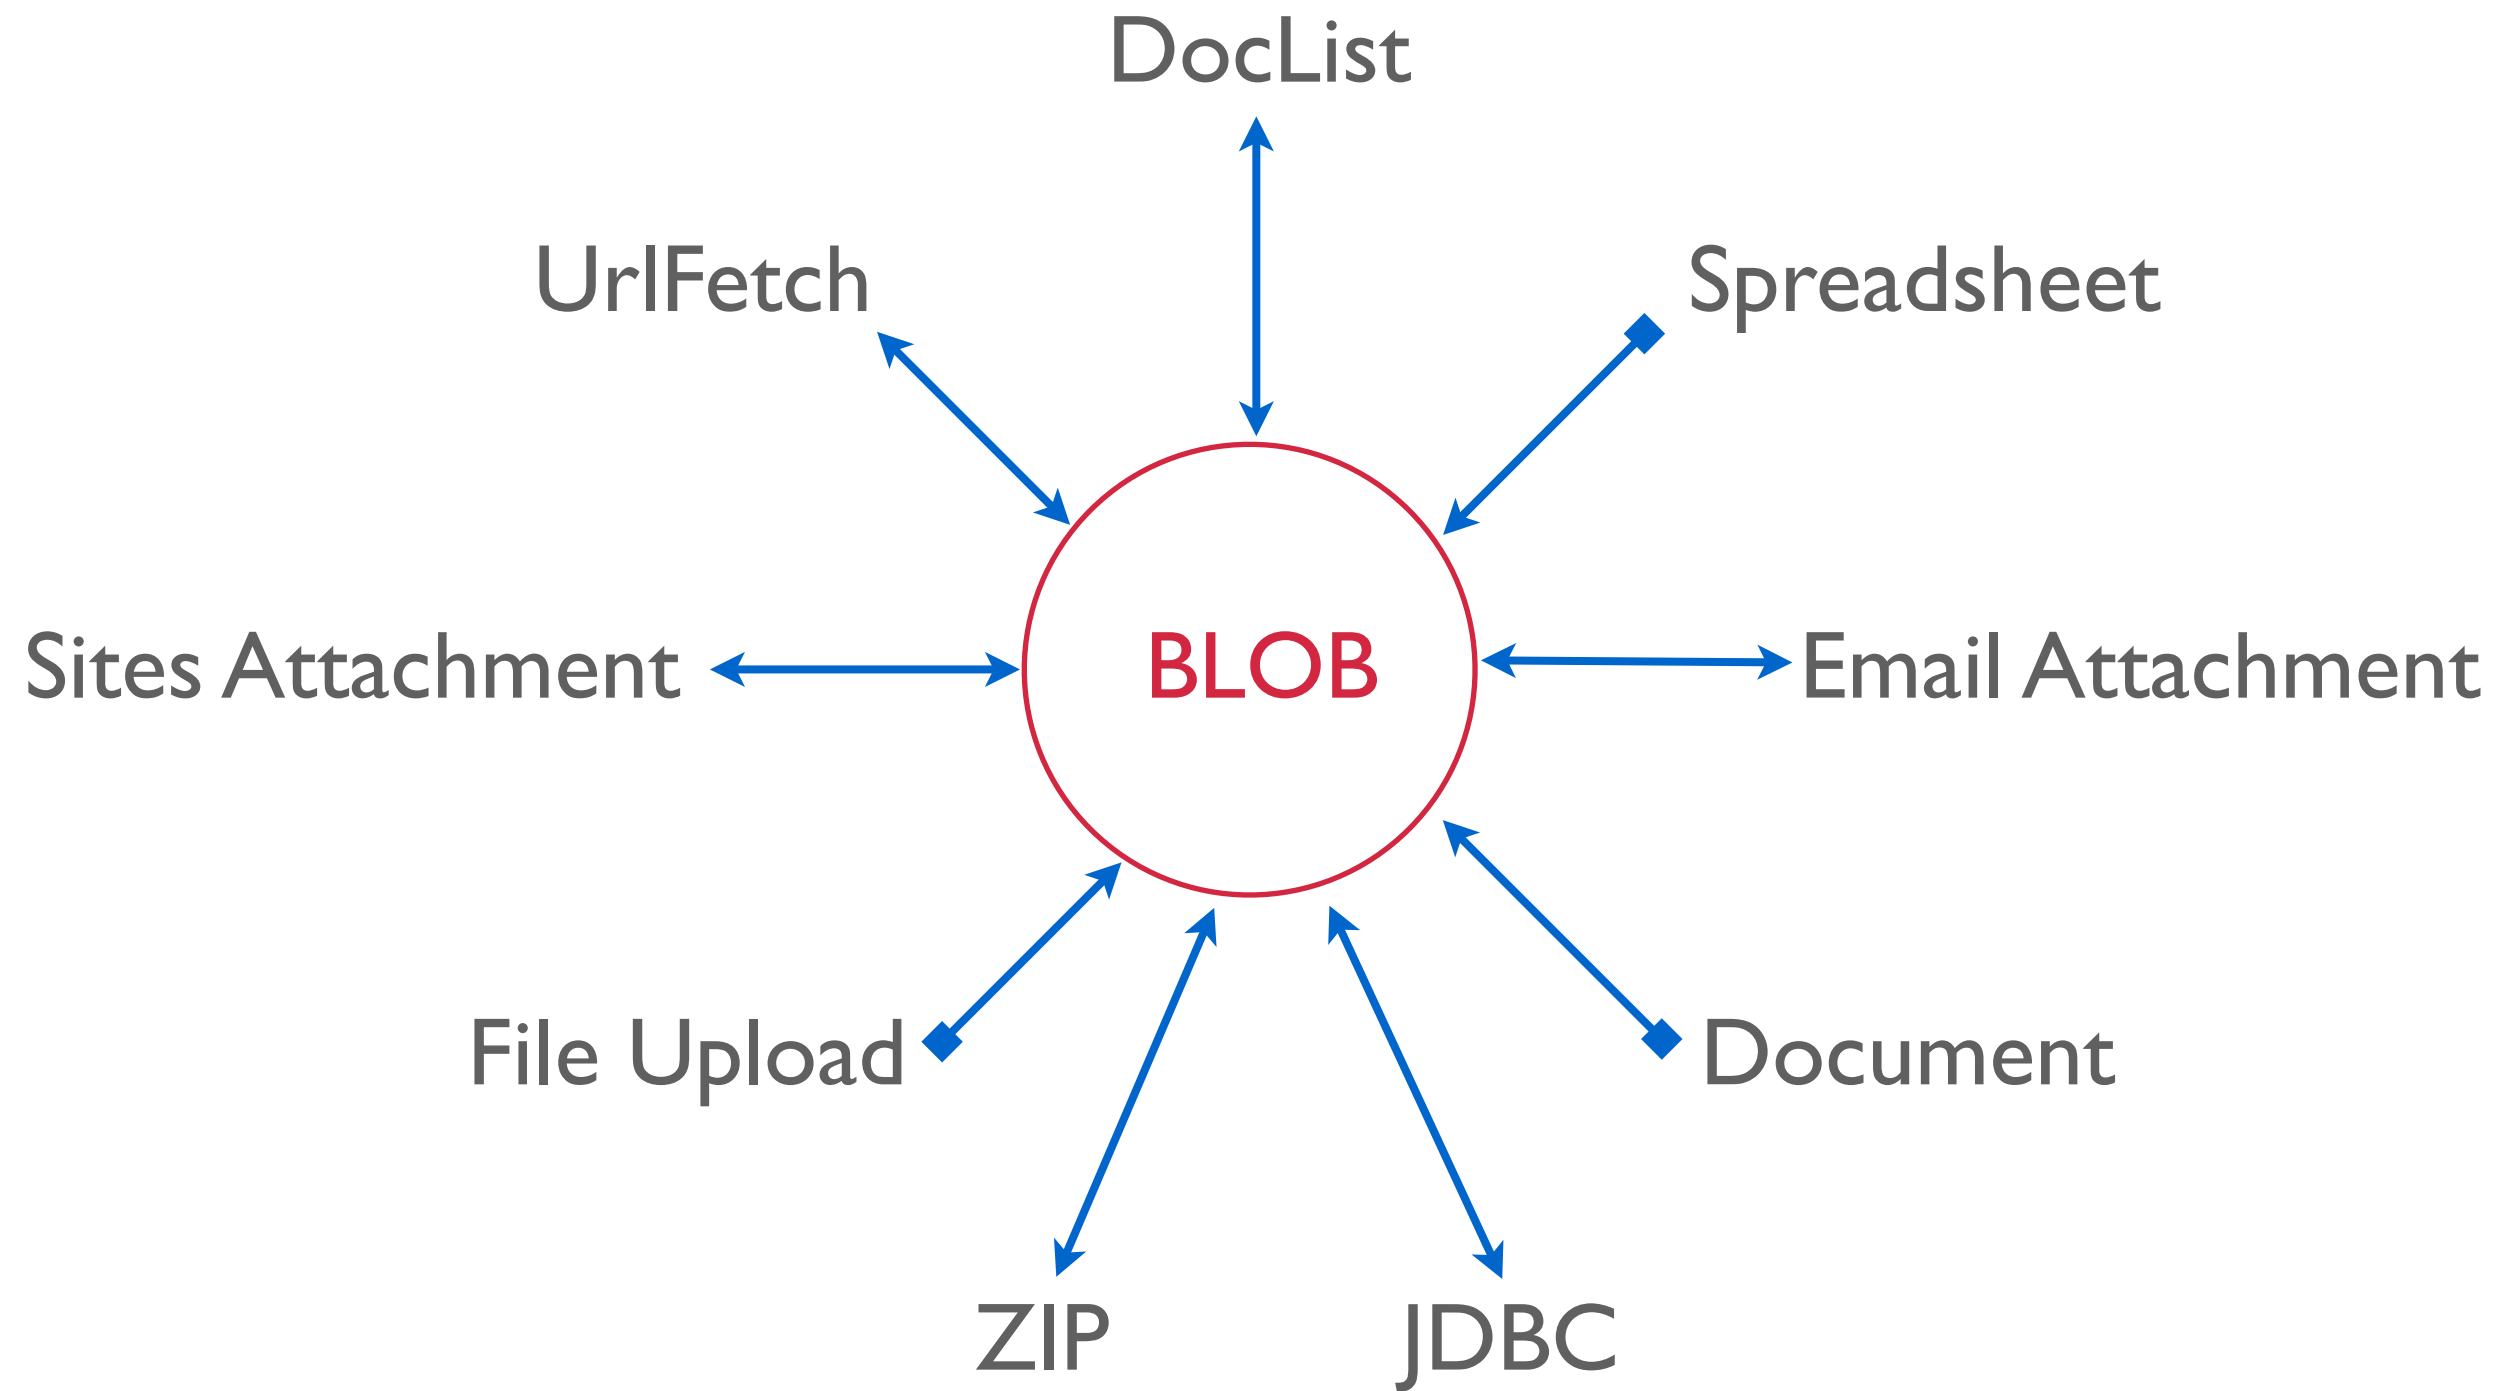 DocList
UrlFetch
Spreadsheet
Sites Attachment
BLOB
Email Attachment
File Upload
Document
ZIP
JDBC